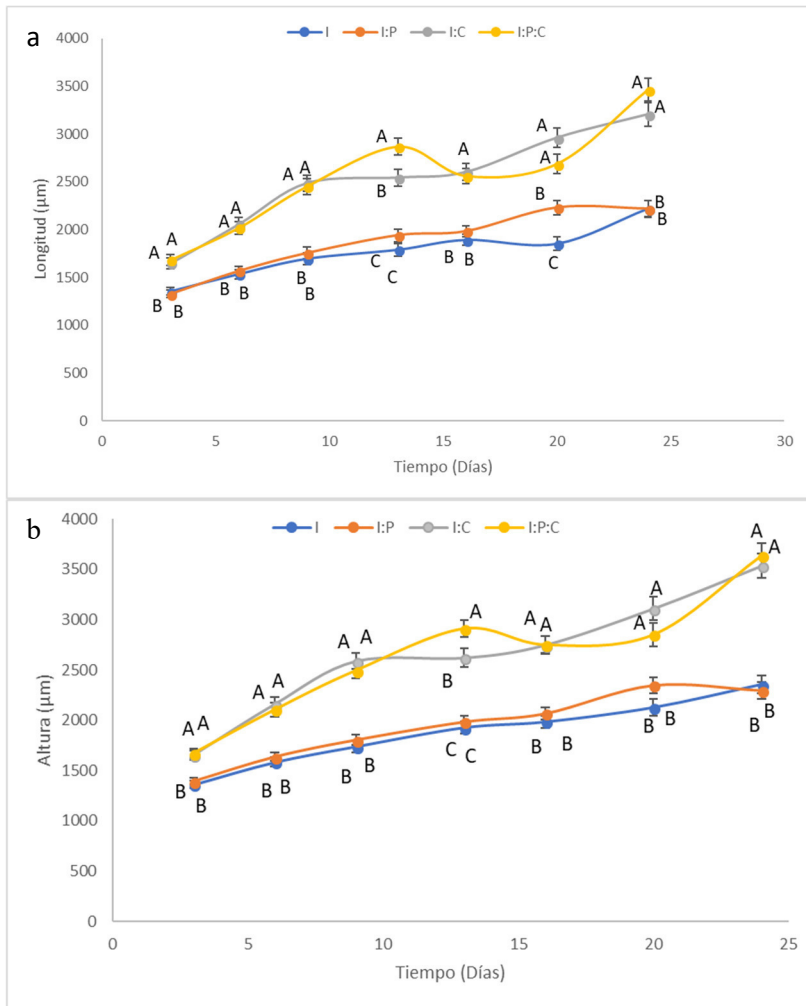 a
I I:P I:C I:P:C
4000
3500
3000
2500
2000
1500
1000
500
0
Longitud (µm)
A A
A A
A A
A
B
A
A
A
A A
B B
B B
B B
C C
B B
B
C
B B
0 5 10 15 20 25 30
Tiempo (Días)
b
I I:P I:C I:P:C
4000
3500
3000
2500
2000
1500
1000
500
0
Altura (µm)
A A
A A
A A
A
B
A A
A
A
A A
B B
B B
B B
C C
B B
B B
B B
0 5 10 15 20 25
Tiempo (Días)